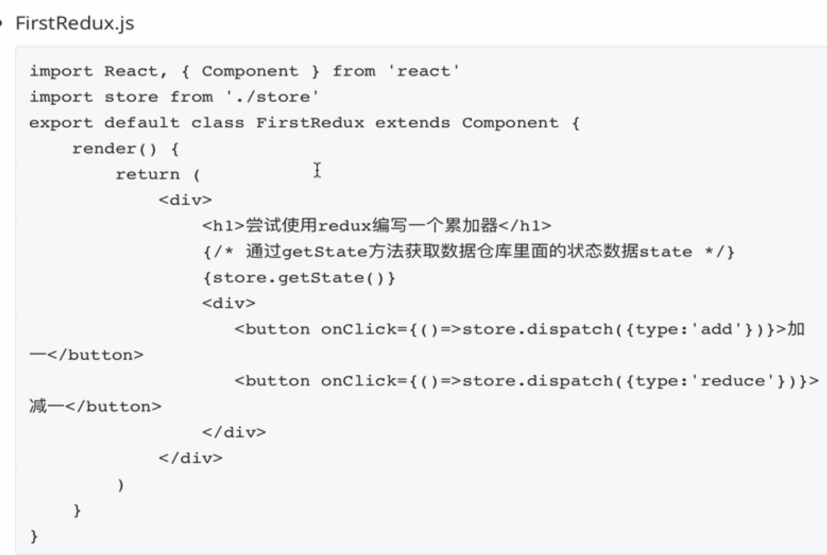 FirstRedux.js
import React, { Component } from 'react'
import store from './store'
export default class FirstRedux extends Component {
    render() {
        return (
            <div>
                <h1>尝试使用redux编写一个累加器</h1>
                {/* 通过getState方法获取数据仓库里面的状态数据state */}
                {store.getState()}
                <div>
                   <button onClick={()=>store.dispatch({type:'add'})}>加
一</button>
                   <button onClick={()=>store.dispatch({type:'reduce'})}>
减一</button>
                </div>
            </div>
        )
    }
}